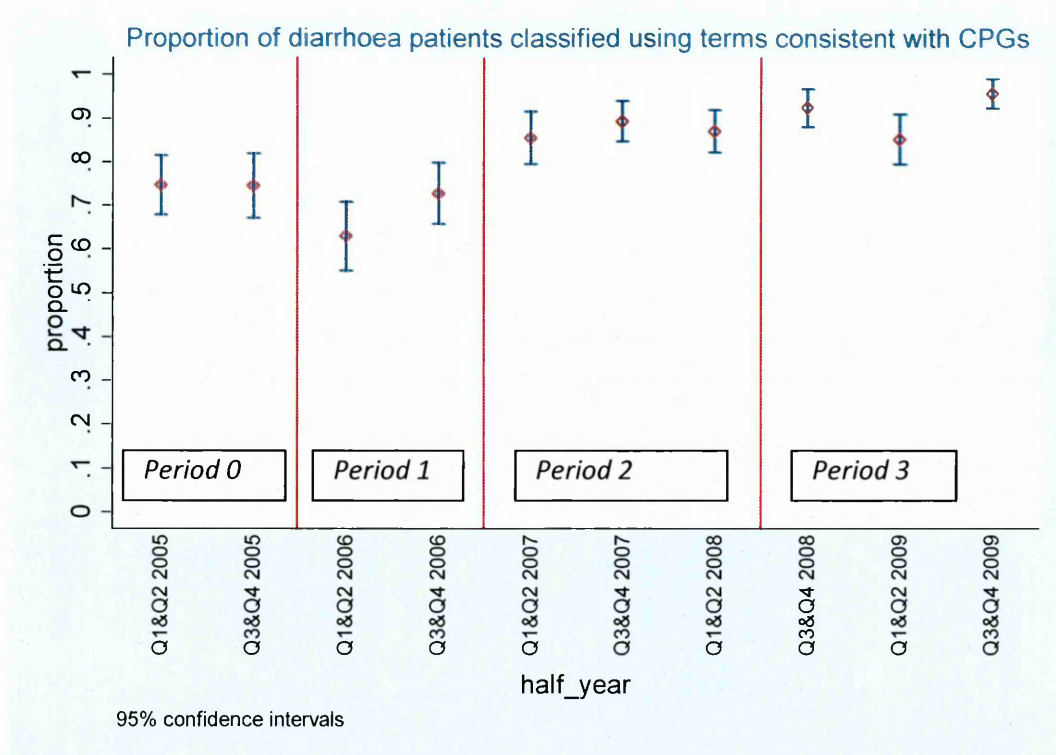 Proportion of diarrhoea patients classified using terms consistent with CPGs
proportion
1
.9
.8
.7
.6
.5
.4
.3
.2
.1
0
Period 0
Period 1
Period 2
Period 3
Q1&Q2 2005
Q3&Q4 2005
Q1&Q2 2006
Q3&Q4 2006
Q1&Q2 2007
Q3&Q4 2007
Q1&Q2 2008
Q3&Q4 2008
Q1&Q2 2009
Q3&Q4 2009
half_year
95% confidence intervals